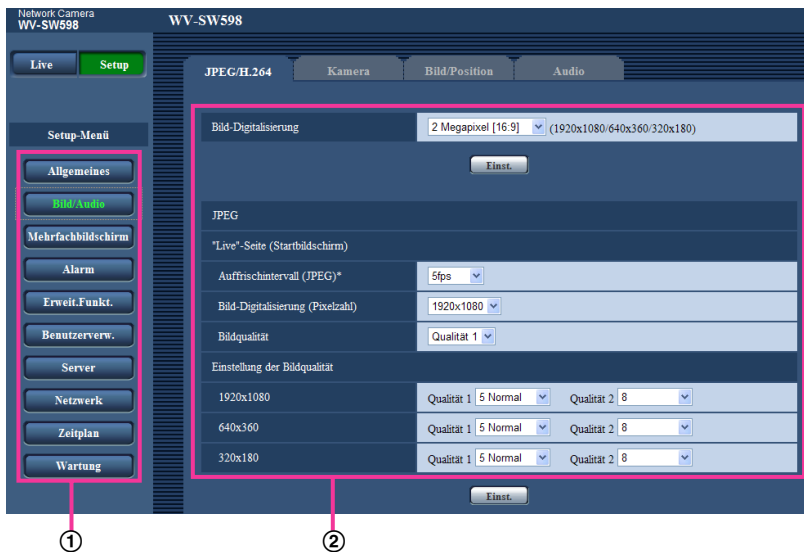 Network Camera
WV-SW598
WV-SW598
Live Setup
JPEG/H.264 Kamera Bild/Position Audio
Setup-Menü
Allgemeines
Bild/Audio
Mehrfachbildschirm
Alarm
Erweit.Funkt.
Benutzerverw.
Server
Netzwerk
Zeitplan
Wartung
Bild-Digitalisierung 2 Megapixel [16:9] (1920x1080/640x360/320x180)
Einst.
JPEG
"Live"-Seite (Startbildschirm)
Auffrischintervall (JPEG)* 5fps
Bild-Digitalisierung (Pixelzahl) 1920x1080
Bildqualität Qualität 1
Einstellung der Bildqualität
1920x1080 Qualität 1 5 Normal Qualität 2 8
640x360 Qualität 1 5 Normal Qualität 2 8
320x180 Qualität 1 5 Normal Qualität 2 8
Einst.
① ②